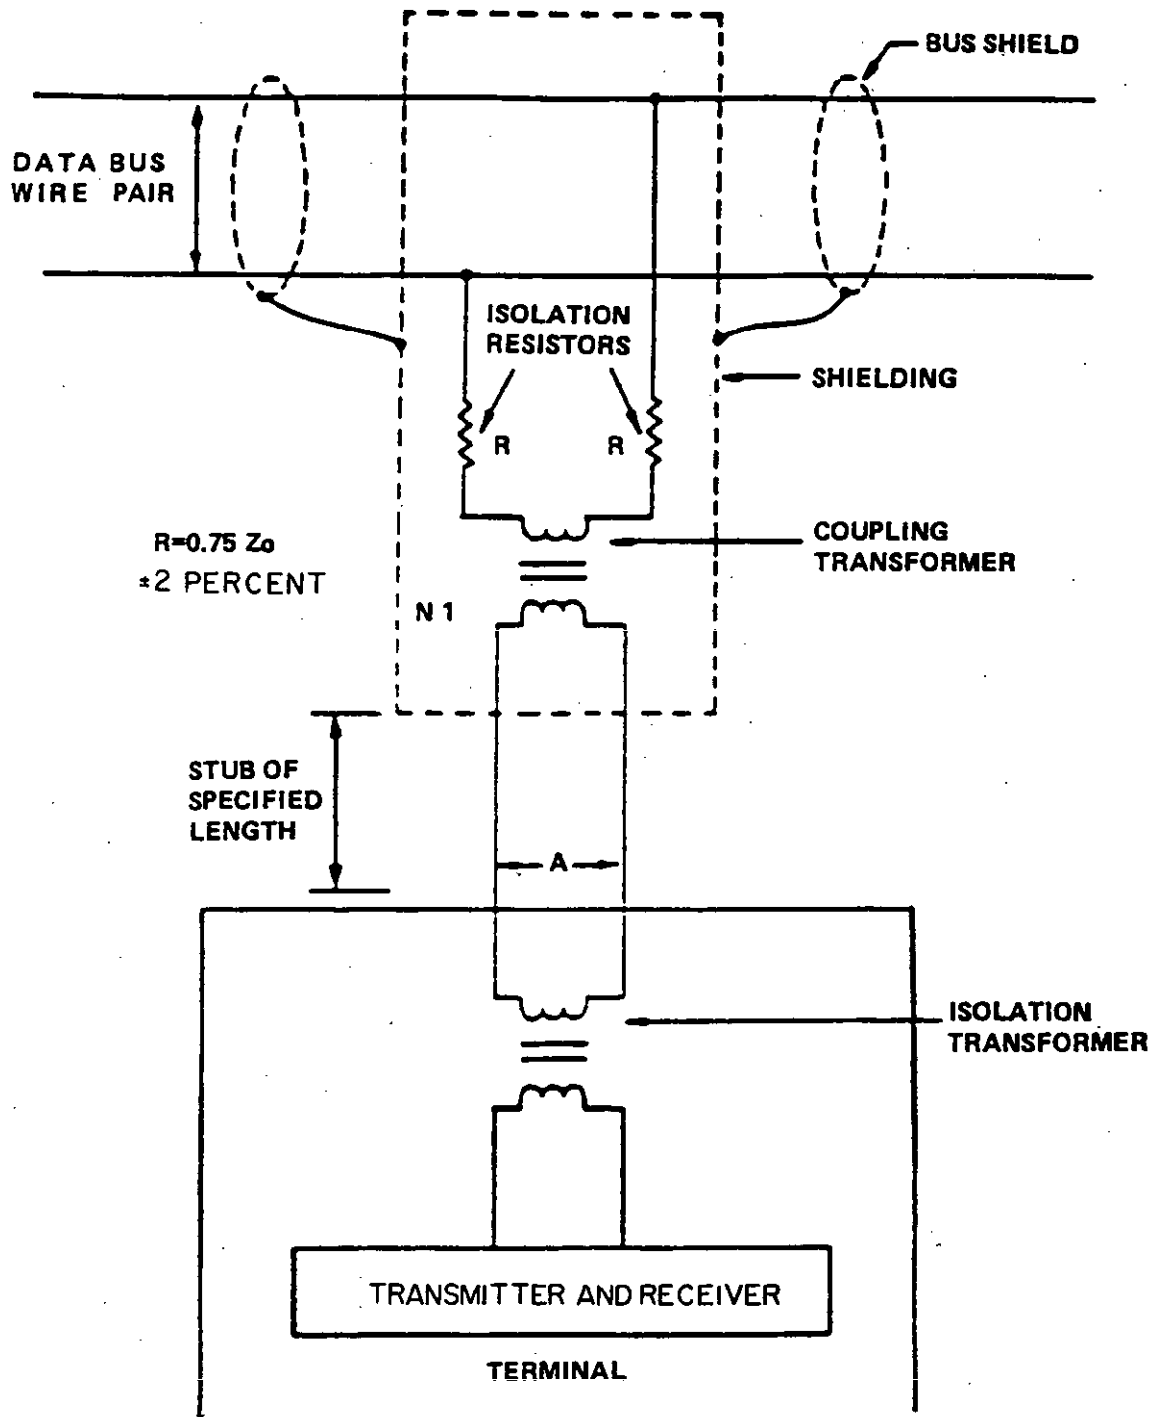 BUS SHIELD
DATA BUS
WIRE PAIR
ISOLATION
RESISTORS
SHIELDING
R
R
R=0.75 Zo
±2 PERCENT
COUPLING
TRANSFORMER
N 1
STUB OF
SPECIFIED
LENGTH
A
ISOLATION
TRANSFORMER
TRANSMITTER AND RECEIVER
TERMINAL